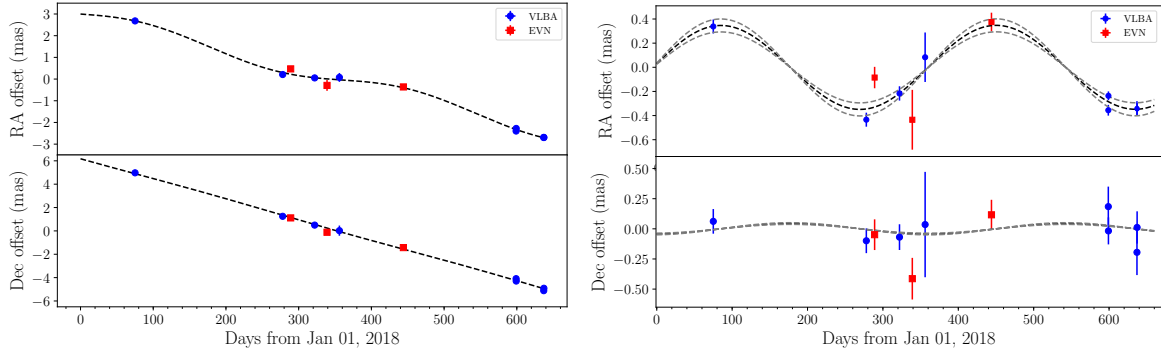 RA offset (mas)
3
2
1
0
−1
−2
−3
VLBA
EVN
Dec offset (mas)
6
4
2
0
−2
−4
−6
0 100 200 300 400 500 600
Days from Jan 01, 2018
RA offset (mas)
0.4
0.2
0.0
−0.2
−0.4
−0.6
VLBA
EVN
Dec offset (mas)
0.50
0.25
0.00
−0.25
−0.50
0 100 200 300 400 500 600
Days from Jan 01, 2018